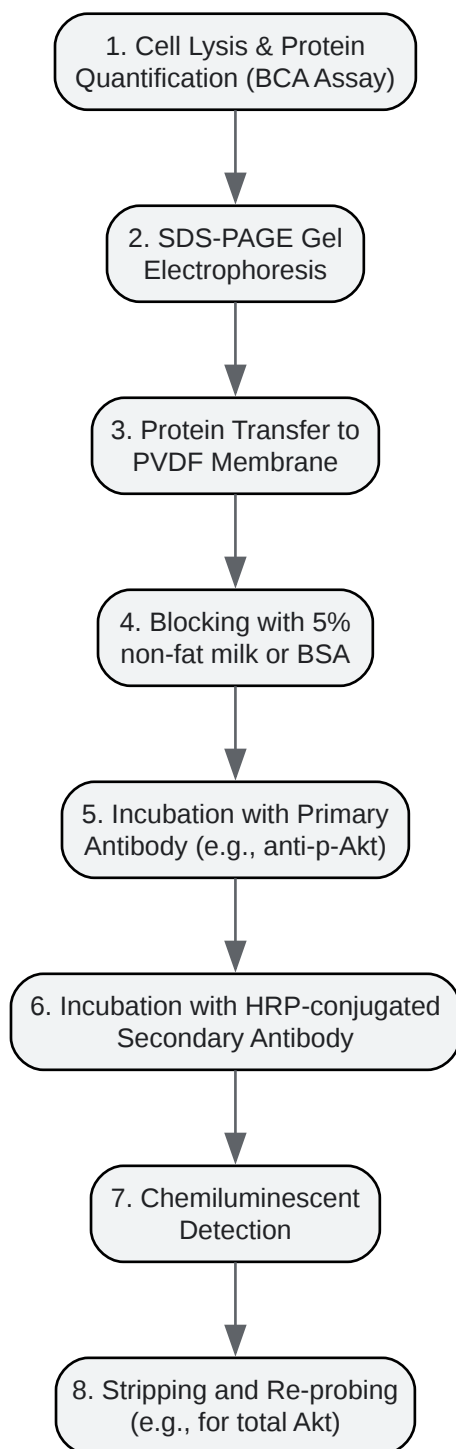 1. Cell Lysis & Protein
Quantification (BCA Assay)
2. SDS-PAGE Gel
Electrophoresis
3. Protein Transfer to
PVDF Membrane
4. Blocking with 5%
non-fat milk or BSA
5. Incubation with Primary
Antibody (e.g., anti-p-Akt)
6. Incubation with HRP-conjugated
Secondary Antibody
7. Chemiluminescent
Detection
8. Stripping and Re-probing
(e.g., for total Akt)